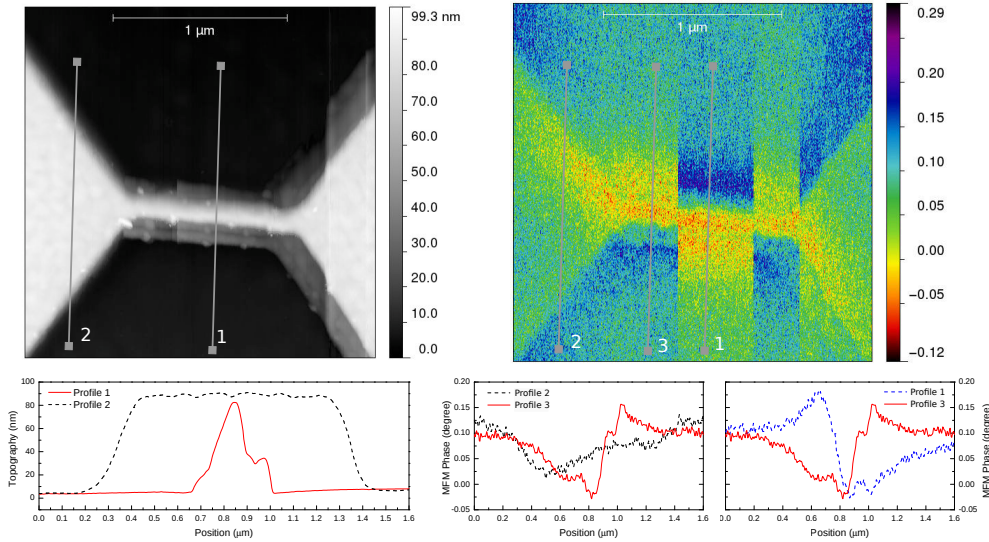 1 µm
2
1
99.3 nm
80.0
70.0
60.0
50.0
40.0
30.0
20.0
10.0
0.0
1 µm
2
3
1
0.29
0.20
0.15
0.10
0.00
−0.05
−0.12
Profile 1
Profile 2
Topography (nm)
100
80
60
40
20
0
0.0 0.1 0.2 0.3 0.4 0.5 0.6 0.7 0.8 0.9 1.0 1.1 1.2 1.3 1.4 1.5 1.6
Position (µm)
Profile 2
Profile 3
MEM Phase (degree)
0.20
0.15
0.10
0.05
0.00
-0.05
0.0 0.2 0.4 0.6 0.8 1.0 1.2 1.4 1.6
Position (µm)
Profile 1
Profile 3
0.20
0.15
0.10
0.05
0.00
-0.05
MEM Phase (degree)
0.0 0.2 0.4 0.6 0.8 1.0 1.2 1.4 1.6
Position (µm)